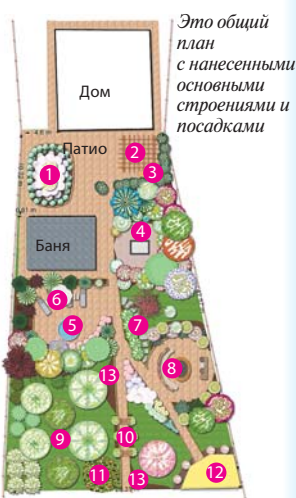 Это общий
план
с нанесенными
основными
строениями и
посадками
Дом
Патио
2
3
1
4
Баня
6
5
7
8
13
9
10
11
13
12